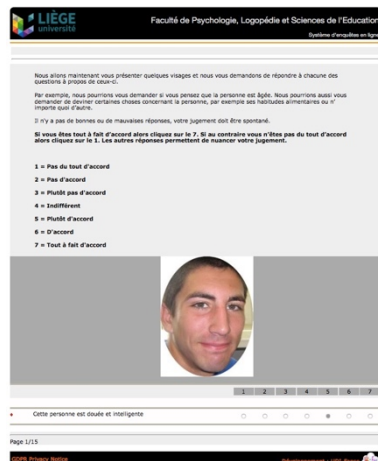 LIÈGE
université
Faculté de Psychologie, Logopédie et Sciences de l'Education
Système d'enquêtes en ligne
Nous allons maintenant vous présenter quelques visages et nous vous demandons de répondre à chacune des
questions à propos de ceux-ci.
Par exemple, nous pourrions vous demander si vous pensez que la personne est âgée. Nous pourrions aussi vous
demander de deviner certaines choses concernant la personne, par exemple ses habitudes alimentaires ou n'
importe quoi d'autre.
Il n'y a pas de bonnes ou de mauvaises réponses, votre jugement doit être spontané.
Si vous êtes tout à fait d'accord alors cliquez sur le 7. Si au contraire vous n'êtes pas du tout d'accord
alors cliquez sur le 1. Les autres réponses permettent de nuancer votre jugement.
1 = Pas du tout d'accord
2 = Pas d'accord
3 = Plutôt pas d'accord
4 = Indifférent
5 = Plutôt d'accord
6 = D'accord
7 = Tout à fait d'accord
1 2 3 4 5 6 7
Cette personne est douée et intelligente
Page 1/15
GDPR Privacy Notice